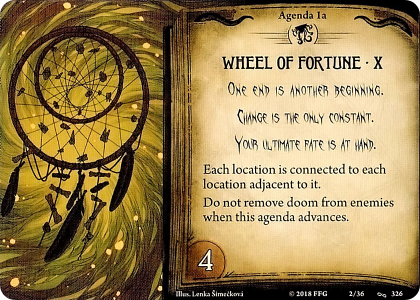 Agenda 1a
WHEEL OF FORTUNE · X
ONE END IS ANOTHER BEGINNING.
CHANGE IS THE ONLY CONSTANT.
YOUR ULTIMATE FATE IS AT HAND.
Each location is connected to each
location adjacent to it.
Do not remove doom from enemies
when this agenda advances.
4
Illus. Lenka Šimečková
© 2018 FFG
2/36
326